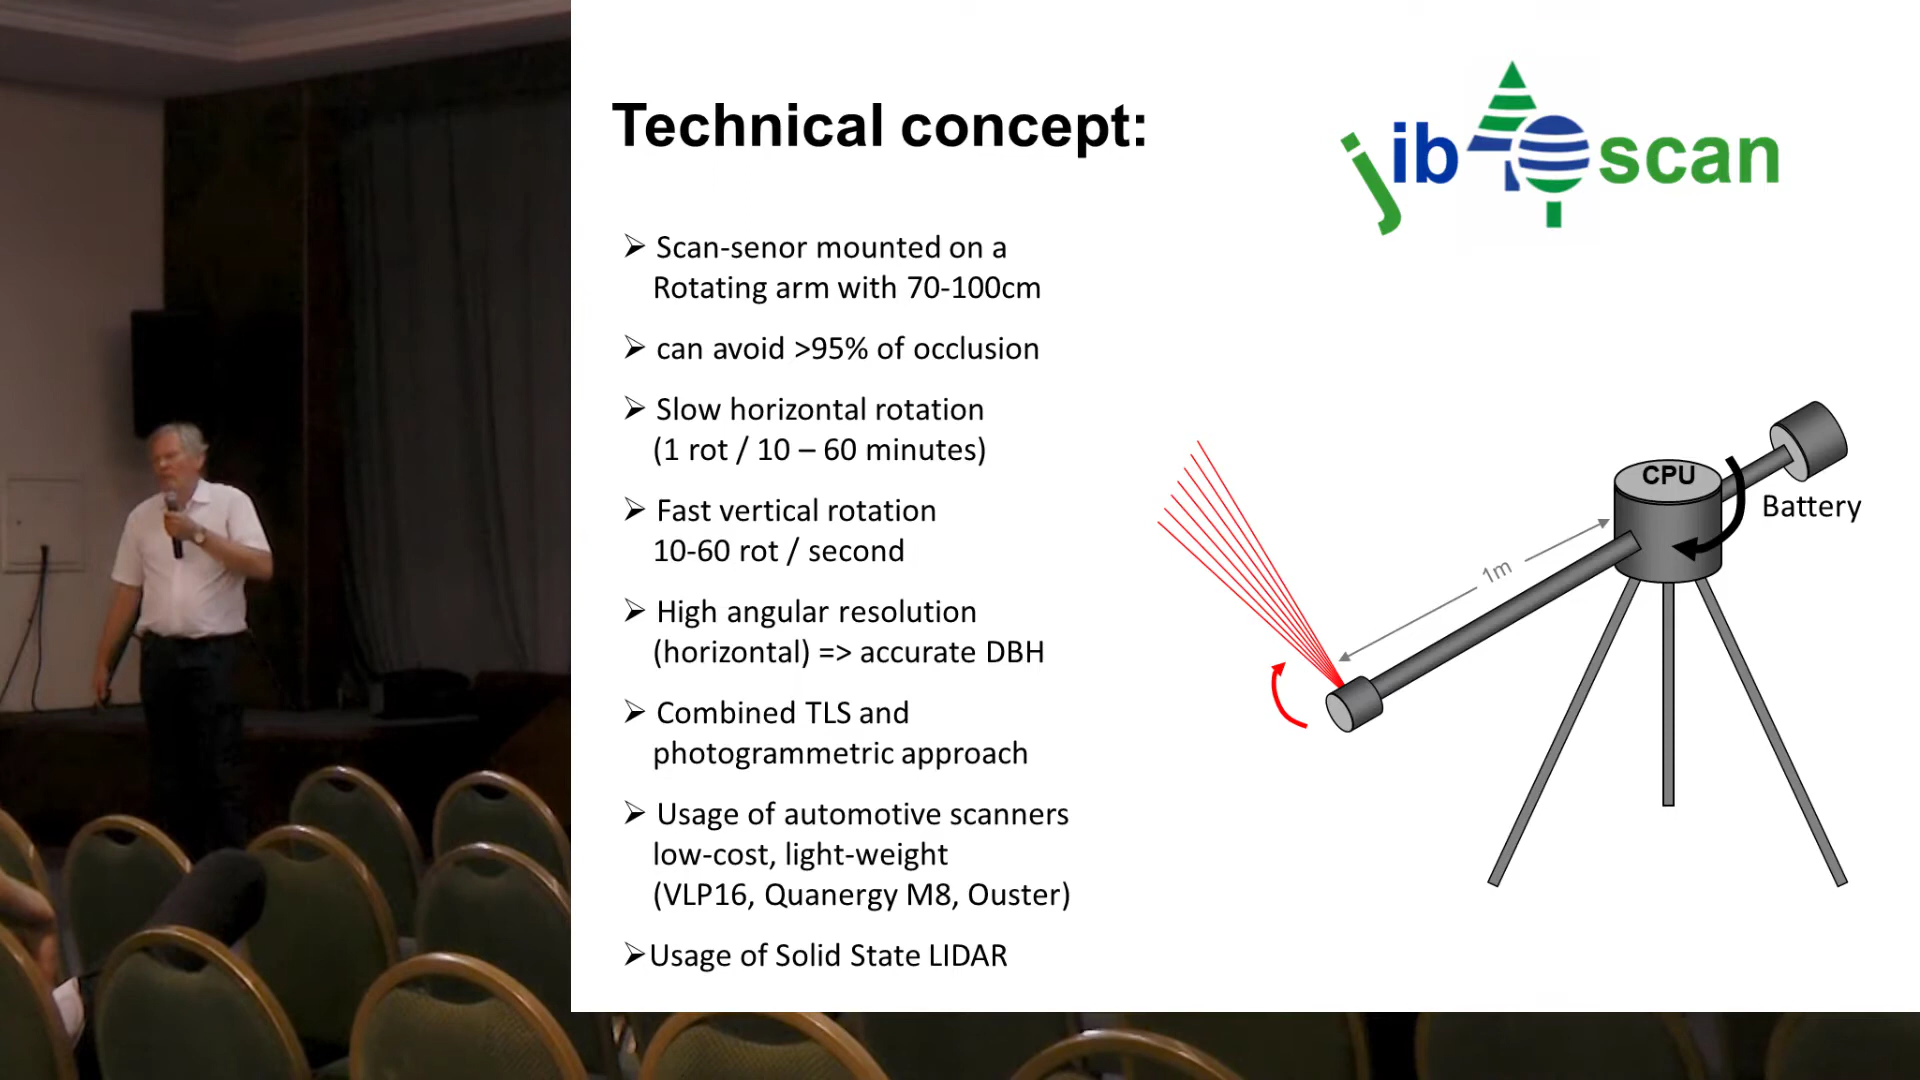 Technical concept:
jib scan
➢ Scan-senor mounted on a
Rotating arm with 70-100cm
➢ can avoid >95% of occlusion
➢ Slow horizontal rotation
(1 rot / 10 – 60 minutes)
➢ Fast vertical rotation
10-60 rot / second
➢ High angular resolution
(horizontal) => accurate DBH
➢ Combined TLS and
photogrammetric approach
➢ Usage of automotive scanners
low-cost, light-weight
(VLP16, Quanergy M8, Ouster)
➢Usage of Solid State LIDAR
CPU
Battery
1m